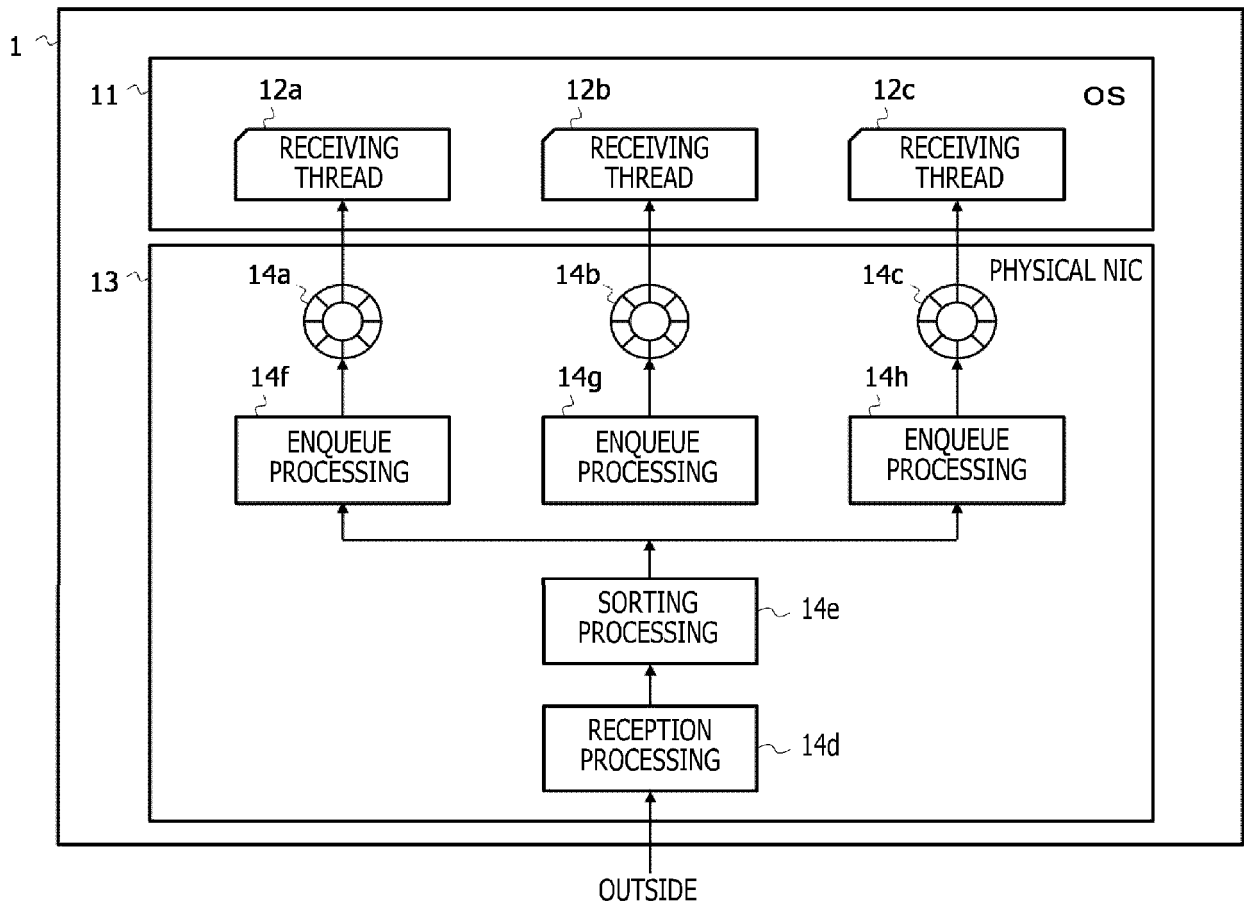 1
11
12a
12b
12c
OS
RECEIVING
THREAD
RECEIVING
THREAD
RECEIVING
THREAD
13
14a
14b
14c
PHYSICAL NIC
14f
14g
14h
ENQUEUE
PROCESSING
ENQUEUE
PROCESSING
ENQUEUE
PROCESSING
SORTING
PROCESSING
14e
RECEPTION
PROCESSING
14d
OUTSIDE